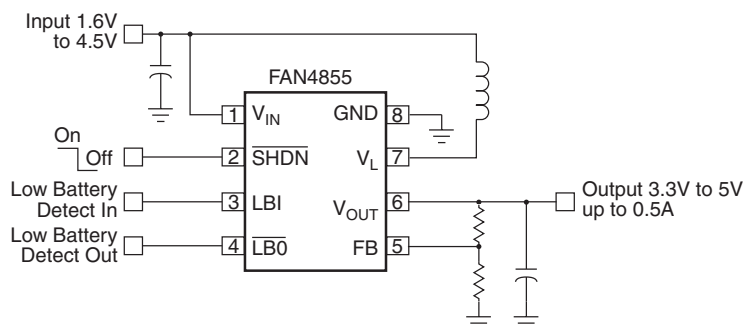 Input 1.6V
to 4.5V
FAN4855
1 VIN GND 8
On
Off
2 SHDN VL 7
Low Battery
Detect In
3 LBI VOUT 6
Output 3.3V to 5V
up to 0.5A
Low Battery
Detect Out
4 LB0 FB 5